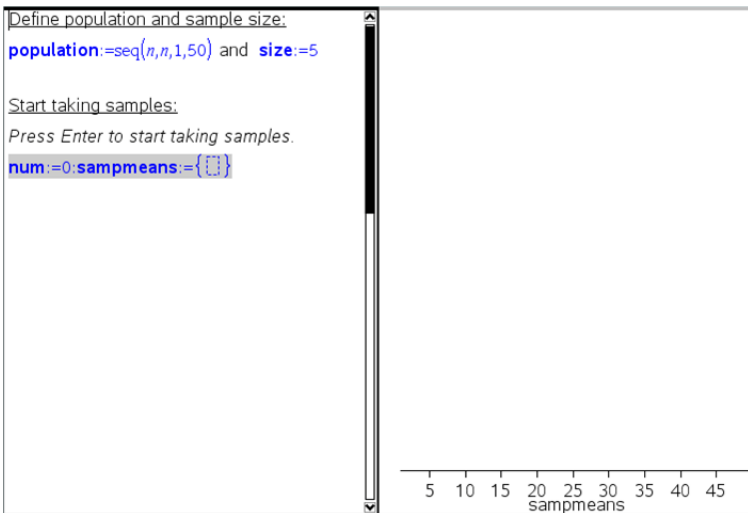 Define population and sample size:
population:=seq(n,n,1,50) and size:=5
Start taking samples:
Press Enter to start taking samples.
num:=0:sampmeans:={⬚}
5 10 15 20 25 30 35 40 45
sampmeans